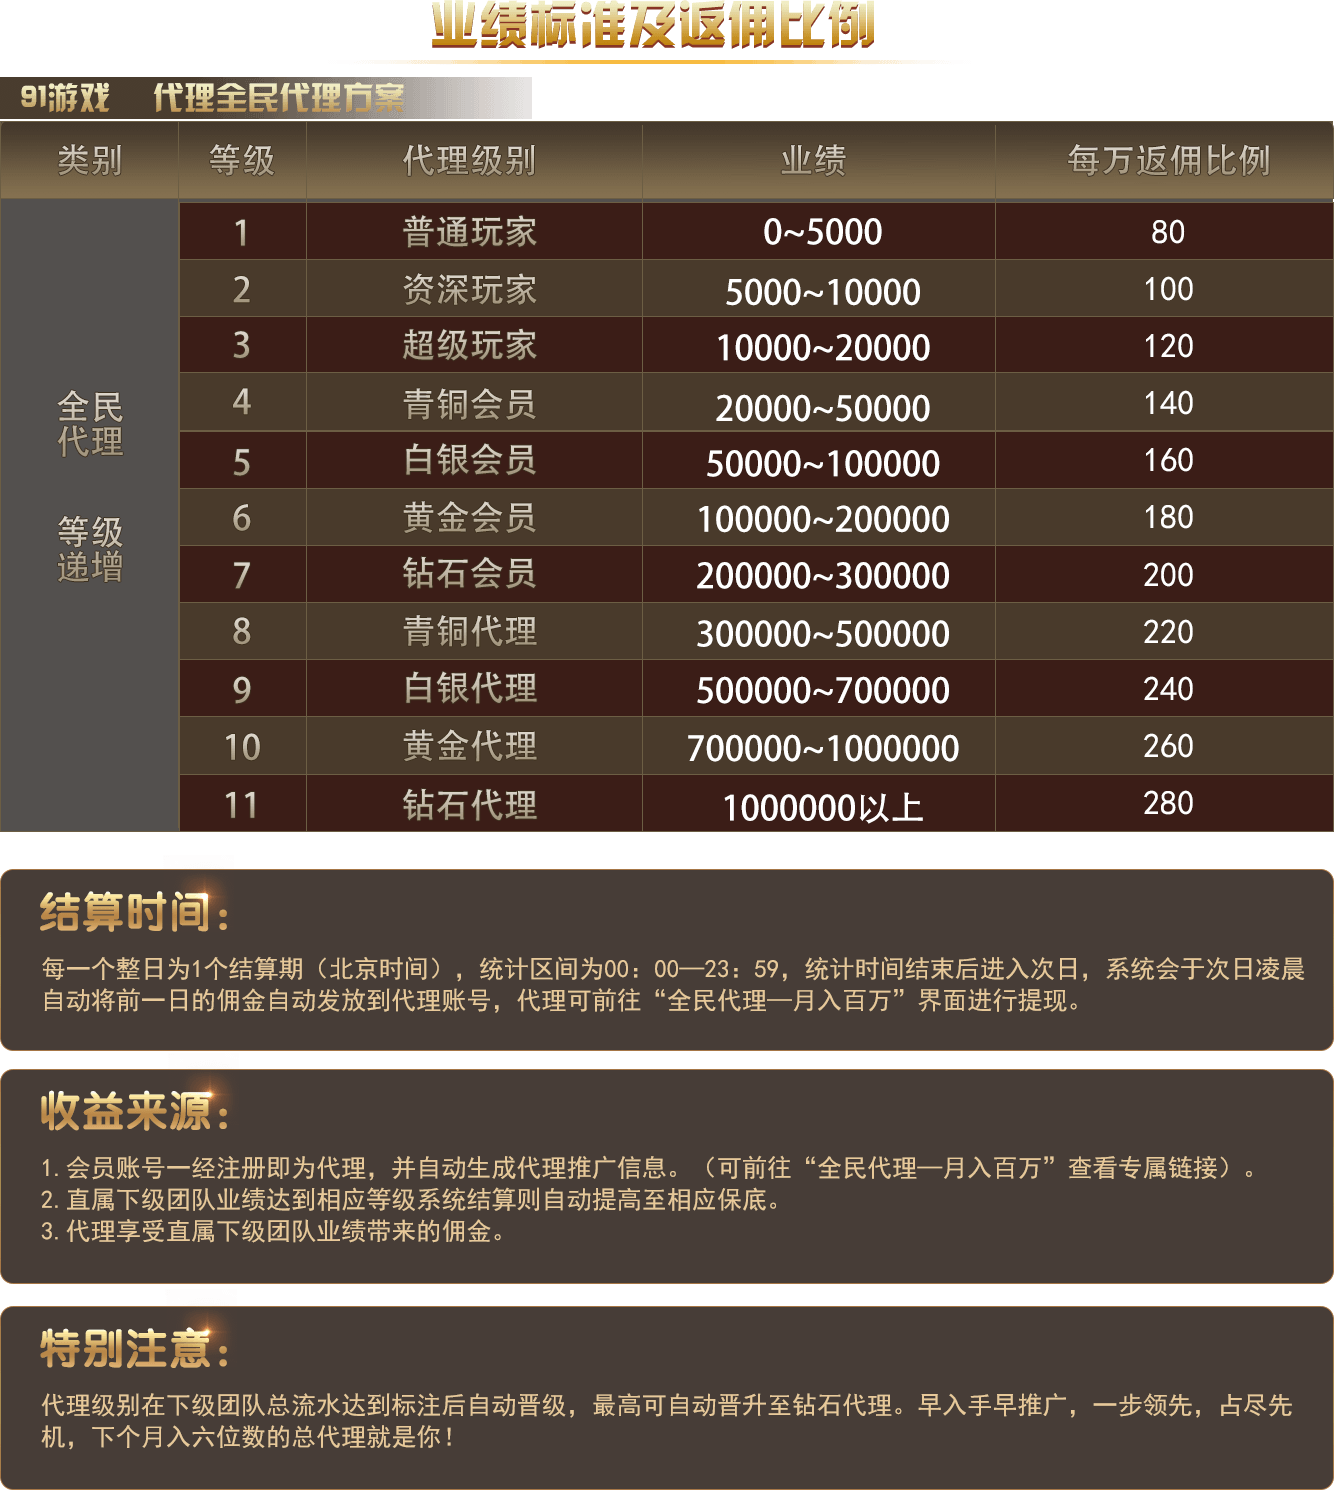 业绩标准及返佣比例
91游戏 代理全民代理方案
类别 等级 代理级别 业绩 每万返佣比例
1 普通玩家 0~5000 80
2 资深玩家 5000~10000 100
3 超级玩家 10000~20000 120
4 青铜会员 20000~50000 140
全民
代理
5 白银会员 50000~100000 160
6 黄金会员 100000~200000 180
等级
递增
7 钻石会员 200000~300000 200
8 青铜代理 300000~500000 220
9 白银代理 500000~700000 240
10 黄金代理 700000~1000000 260
11 钻石代理 1000000以上 280
结算时间：
每一个整日为1个结算期（北京时间），统计区间为00：00—23：59，统计时间结束后进入次日，系统会于次日凌晨
自动将前一日的佣金自动发放到代理账号，代理可前往“全民代理—月入百万”界面进行提现。
收益来源：
1.会员账号一经注册即为代理，并自动生成代理推广信息。（可前往“全民代理—月入百万”查看专属链接）。
2.直属下级团队业绩达到相应等级系统结算则自动提高至相应保底。
3.代理享受直属下级团队业绩带来的佣金。
特别注意：
代理级别在下级团队总流水达到标注后自动晋级，最高可自动晋升至钻石代理。早入手早推广，一步领先，占尽先
机，下个月入六位数的总代理就是你！